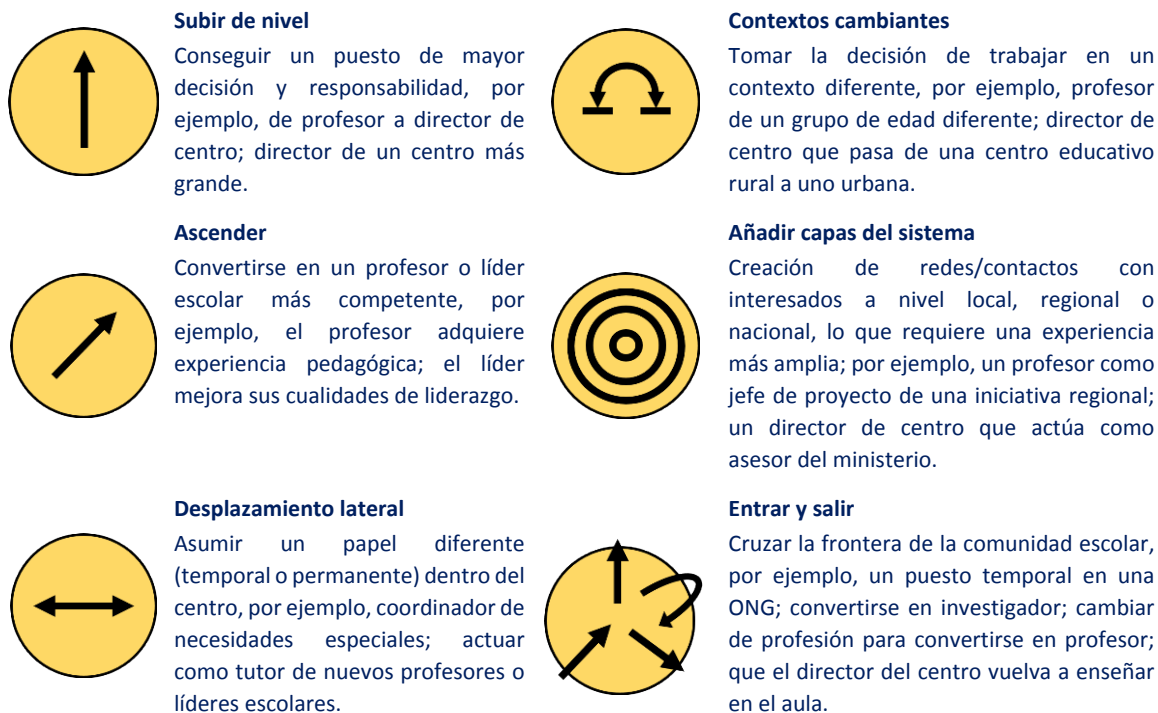 Subir de nivel
Conseguir un puesto de mayor
decisión y responsabilidad, por
ejemplo, de profesor a director de
centro; director de un centro más
grande.
Contextos cambiantes
Tomar la decisión de trabajar en un
contexto diferente, por ejemplo, profesor
de un grupo de edad diferente; director de
centro que pasa de una centro educativo
rural a uno urbana.
Ascender
Convertirse en un profesor o líder
escolar más competente, por
ejemplo, el profesor adquiere
experiencia pedagógica; el líder
mejora sus cualidades de liderazgo.
Añadir capas del sistema
Creación de redes/contactos con
interesados a nivel local, regional o
nacional, lo que requiere una experiencia
más amplia; por ejemplo, un profesor como
jefe de proyecto de una iniciativa regional;
un director de centro que actúa como
asesor del ministerio.
Desplazamiento lateral
Asumir un papel diferente
(temporal o permanente) dentro del
centro, por ejemplo, coordinador de
necesidades especiales; actuar
como tutor de nuevos profesores o
líderes escolares.
Entrar y salir
Cruzar la frontera de la comunidad escolar,
por ejemplo, un puesto temporal en una
ONG; convertirse en investigador; cambiar
de profesión para convertirse en profesor;
que el director del centro vuelva a enseñar
en el aula.